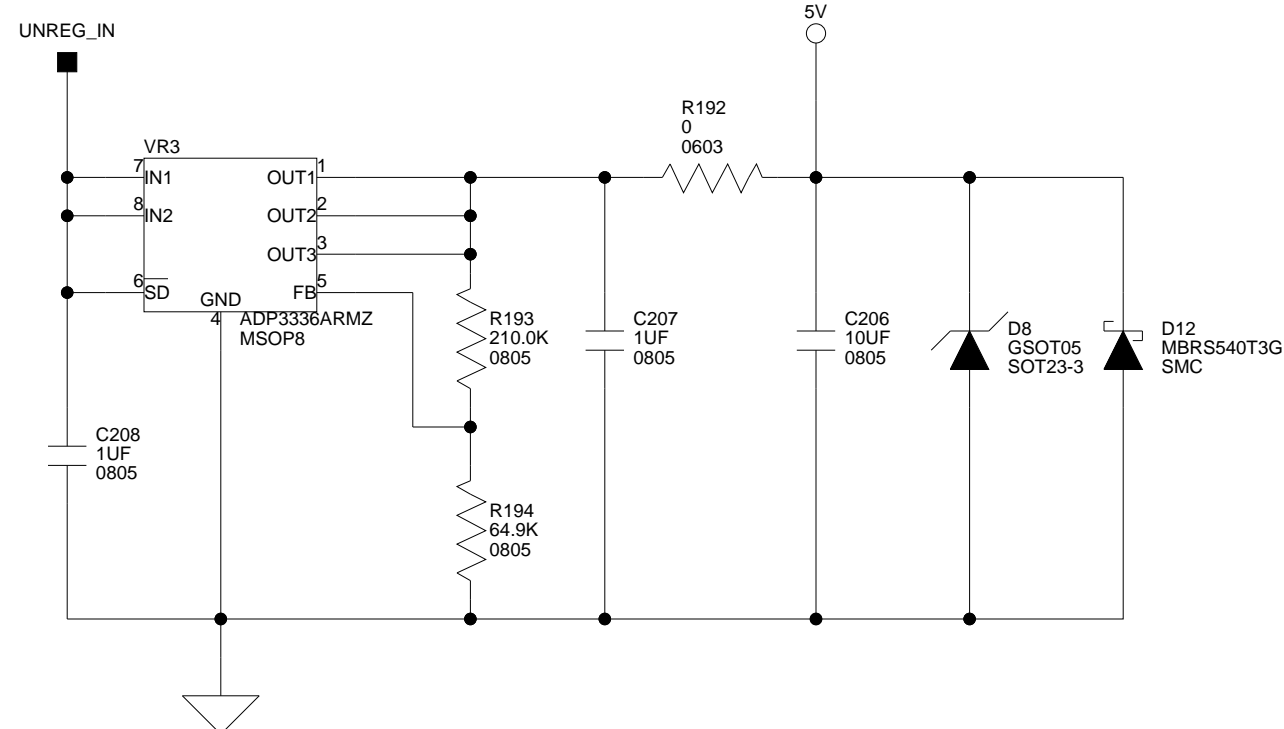 UNREG_IN
5V
R192
0
0603
VR3
7
IN1
8
IN2
6
SD
GND
4
OUT1
1
OUT2
2
OUT3
3
FB
5
ADP3336ARMZ
MSOP8
R193
210.0K
0805
R194
64.9K
0805
C207
1UF
0805
C206
10UF
0805
D8
GSOT05
SOT23-3
D12
MBRS540T3G
SMC
C208
1UF
0805